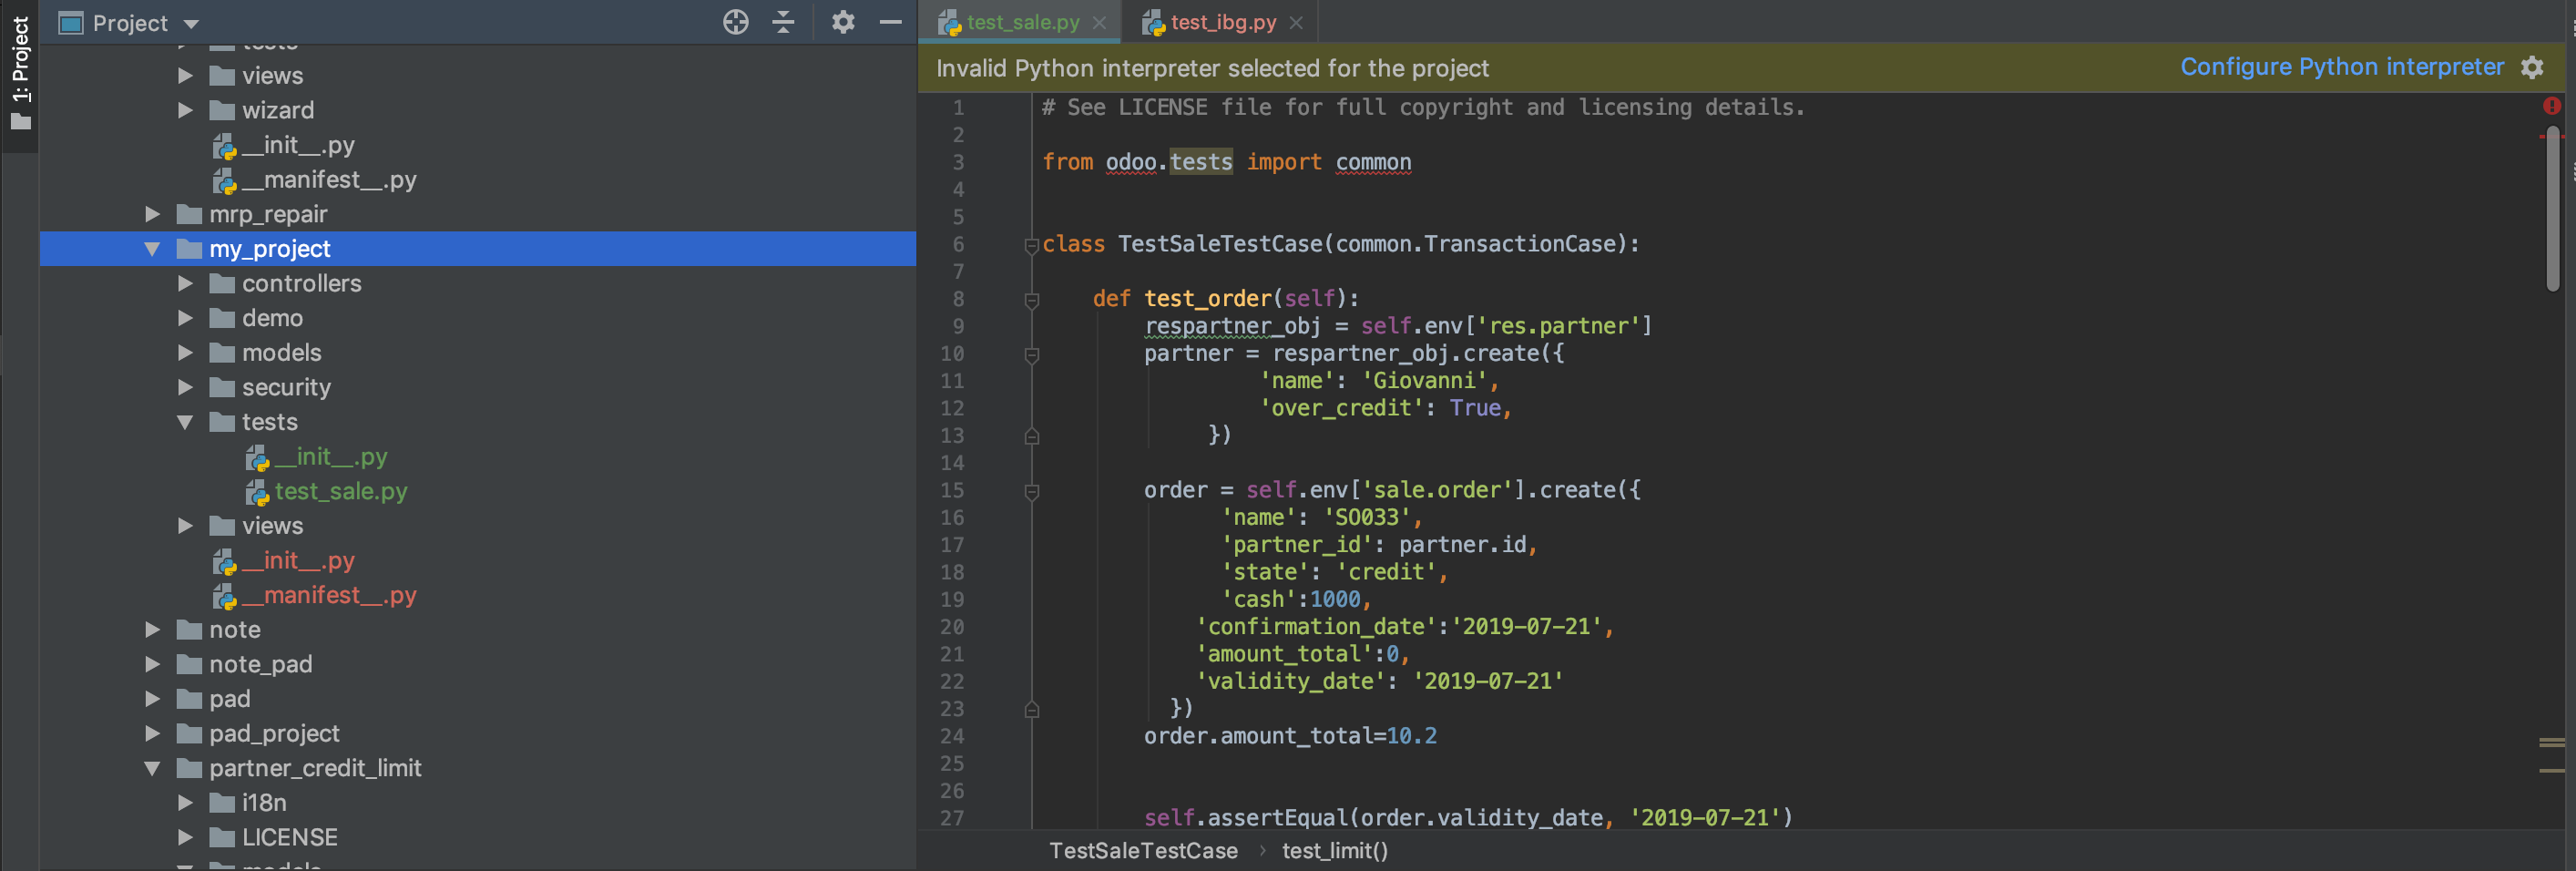 1: Project
Project
tests
views
wizard
__init__.py
__manifest__.py
mrp_repair
my_project
controllers
demo
models
security
tests
__init__.py
test_sale.py
views
__init__.py
__manifest__.py
note
note_pad
pad
pad_project
partner_credit_limit
i18n
LICENSE
models
test_sale.py
test_ibg.py
Invalid Python interpreter selected for the project
Configure Python interpreter
1 # See LICENSE file for full copyright and licensing details.
2
3 from odoo.tests import common
4
5
6 class TestSaleTestCase(common.TransactionCase):
7
8 def test_order(self):
9 respartner_obj = self.env['res.partner']
10 partner = respartner_obj.create({
11 'name': 'Giovanni',
12 'over_credit': True,
13 })
14
15 order = self.env['sale.order'].create({
16 'name': 'SO033',
17 'partner_id': partner.id,
18 'state': 'credit',
19 'cash':1000,
20 'confirmation_date':'2019-07-21',
21 'amount_total':0,
22 'validity_date': '2019-07-21'
23 })
24 order.amount_total=10.2
25
26
27 self.assertEqual(order.validity_date, '2019-07-21')
TestSaleTestCase › test_limit()